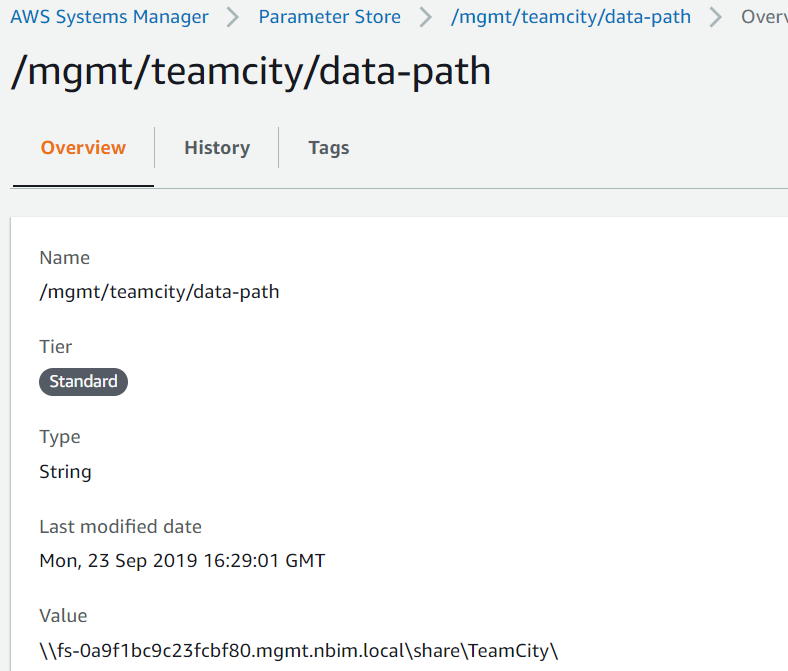 AWS Systems Manager > Parameter Store > /mgmt/teamcity/data-path > Overv
/mgmt/teamcity/data-path
Overview History Tags
Name
/mgmt/teamcity/data-path
Tier
Standard
Type
String
Last modified date
Mon, 23 Sep 2019 16:29:01 GMT
Value
\\fs-0a9f1bc9c23fcbf80.mgmt.nbim.local\share\TeamCity\